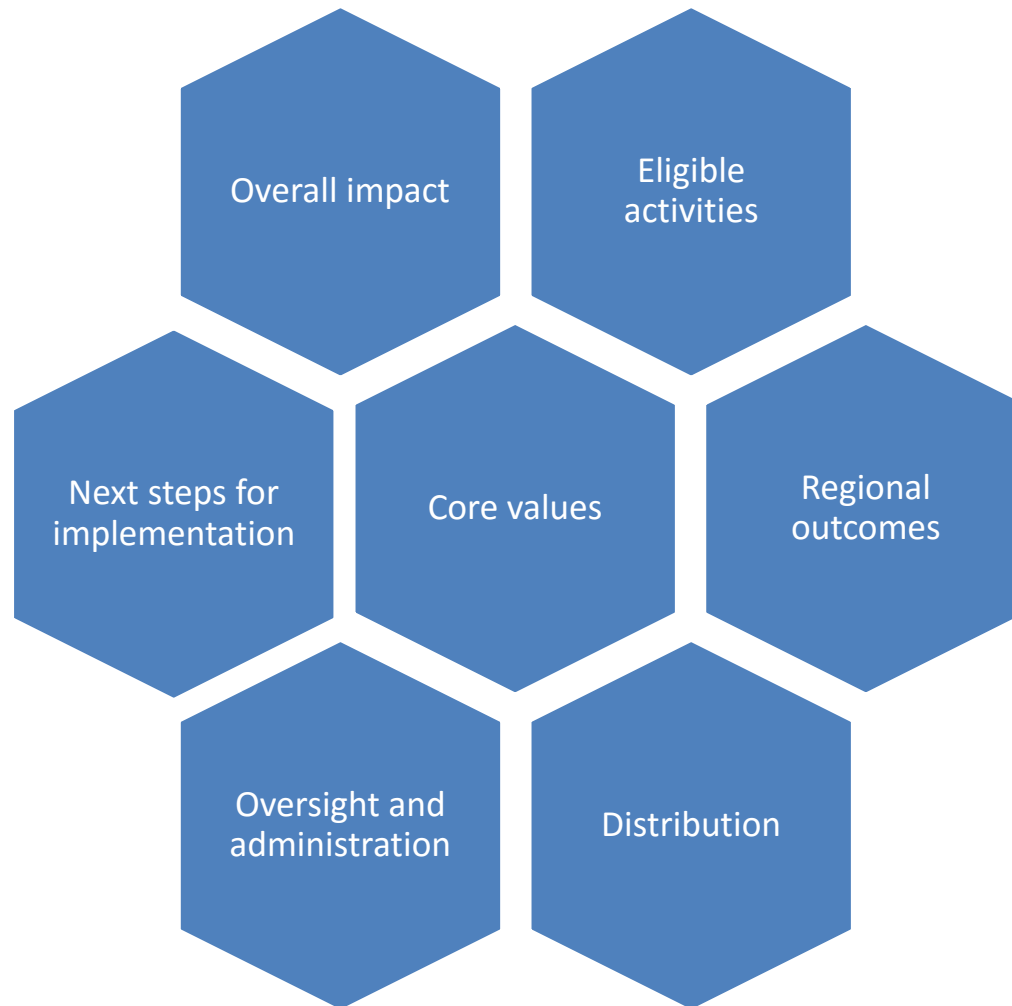 Overall impact
Eligible
activities
Next steps for
implementation
Core values
Regional
outcomes
Oversight and
administration
Distribution